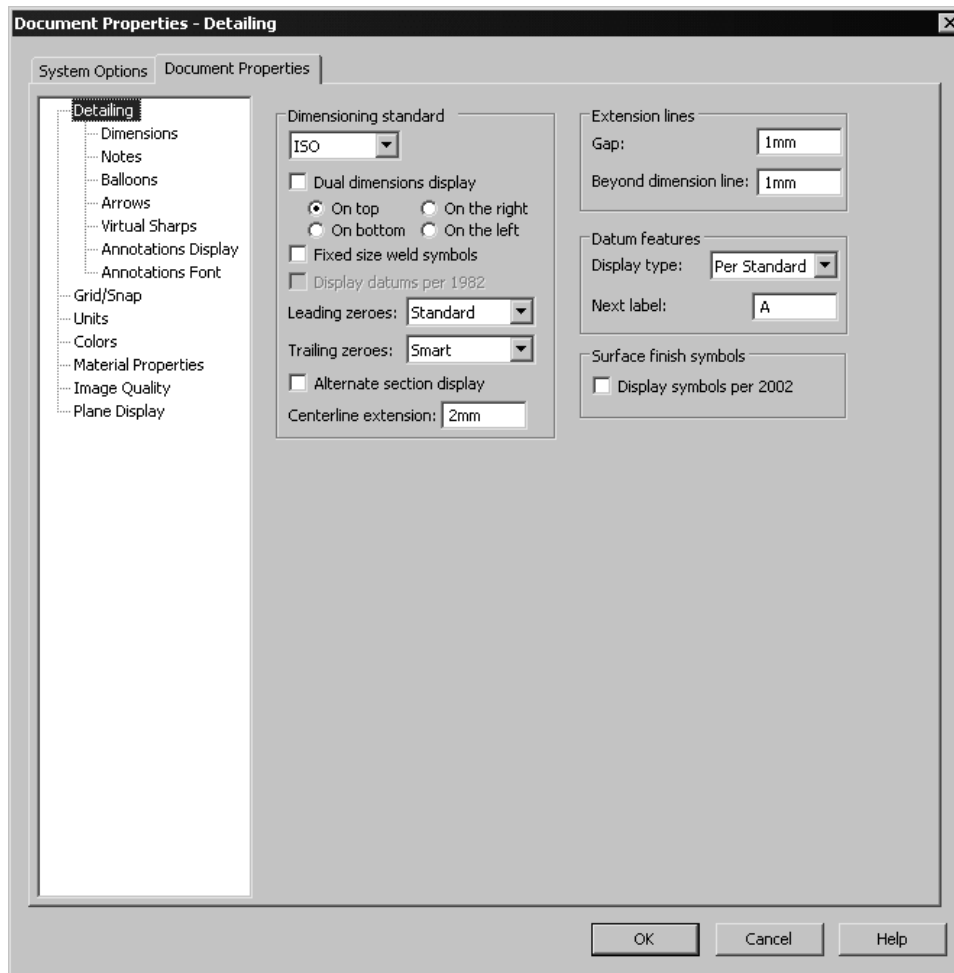 Document Properties - Detailing
System Options
Document Properties
Detailing
Dimensions
Notes
Balloons
Arrows
Virtual Sharps
Annotations Display
Annotations Font
Grid/Snap
Units
Colors
Material Properties
Image Quality
Plane Display
Dimensioning standard
ISO
Dual dimensions display
On top On the right
On bottom On the left
Fixed size weld symbols
Display datums per 1982
Leading zeroes: Standard
Trailing zeroes: Smart
Alternate section display
Centerline extension: 2mm
Extension lines
Gap: 1mm
Beyond dimension line: 1mm
Datum features
Display type: Per Standard
Next label: A
Surface finish symbols
Display symbols per 2002
OK Cancel Help